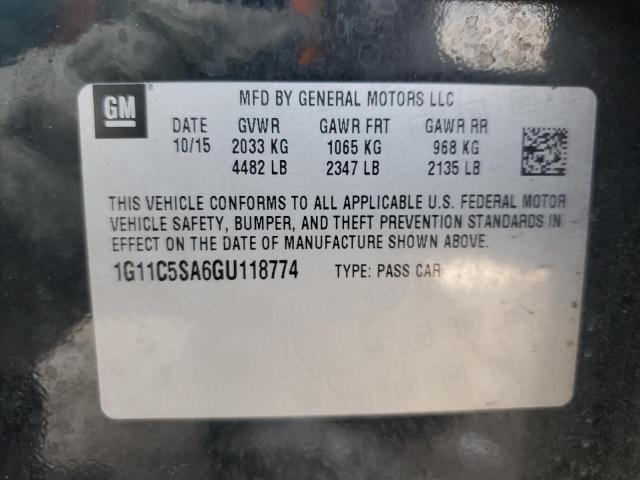 GM ®
MFD BY GENERAL MOTORS LLC
DATE GVWR GAWR FRT GAWR RR
10/15 2033 KG 1065 KG 968 KG
4482 LB 2347 LB 2135 LB
THIS VEHICLE CONFORMS TO ALL APPLICABLE U.S. FEDERAL MOTOR
VEHICLE SAFETY, BUMPER, AND THEFT PREVENTION STANDARDS IN
EFFECT ON THE DATE OF MANUFACTURE SHOWN ABOVE.
1G11C5SA6GU118774 TYPE: PASS CAR